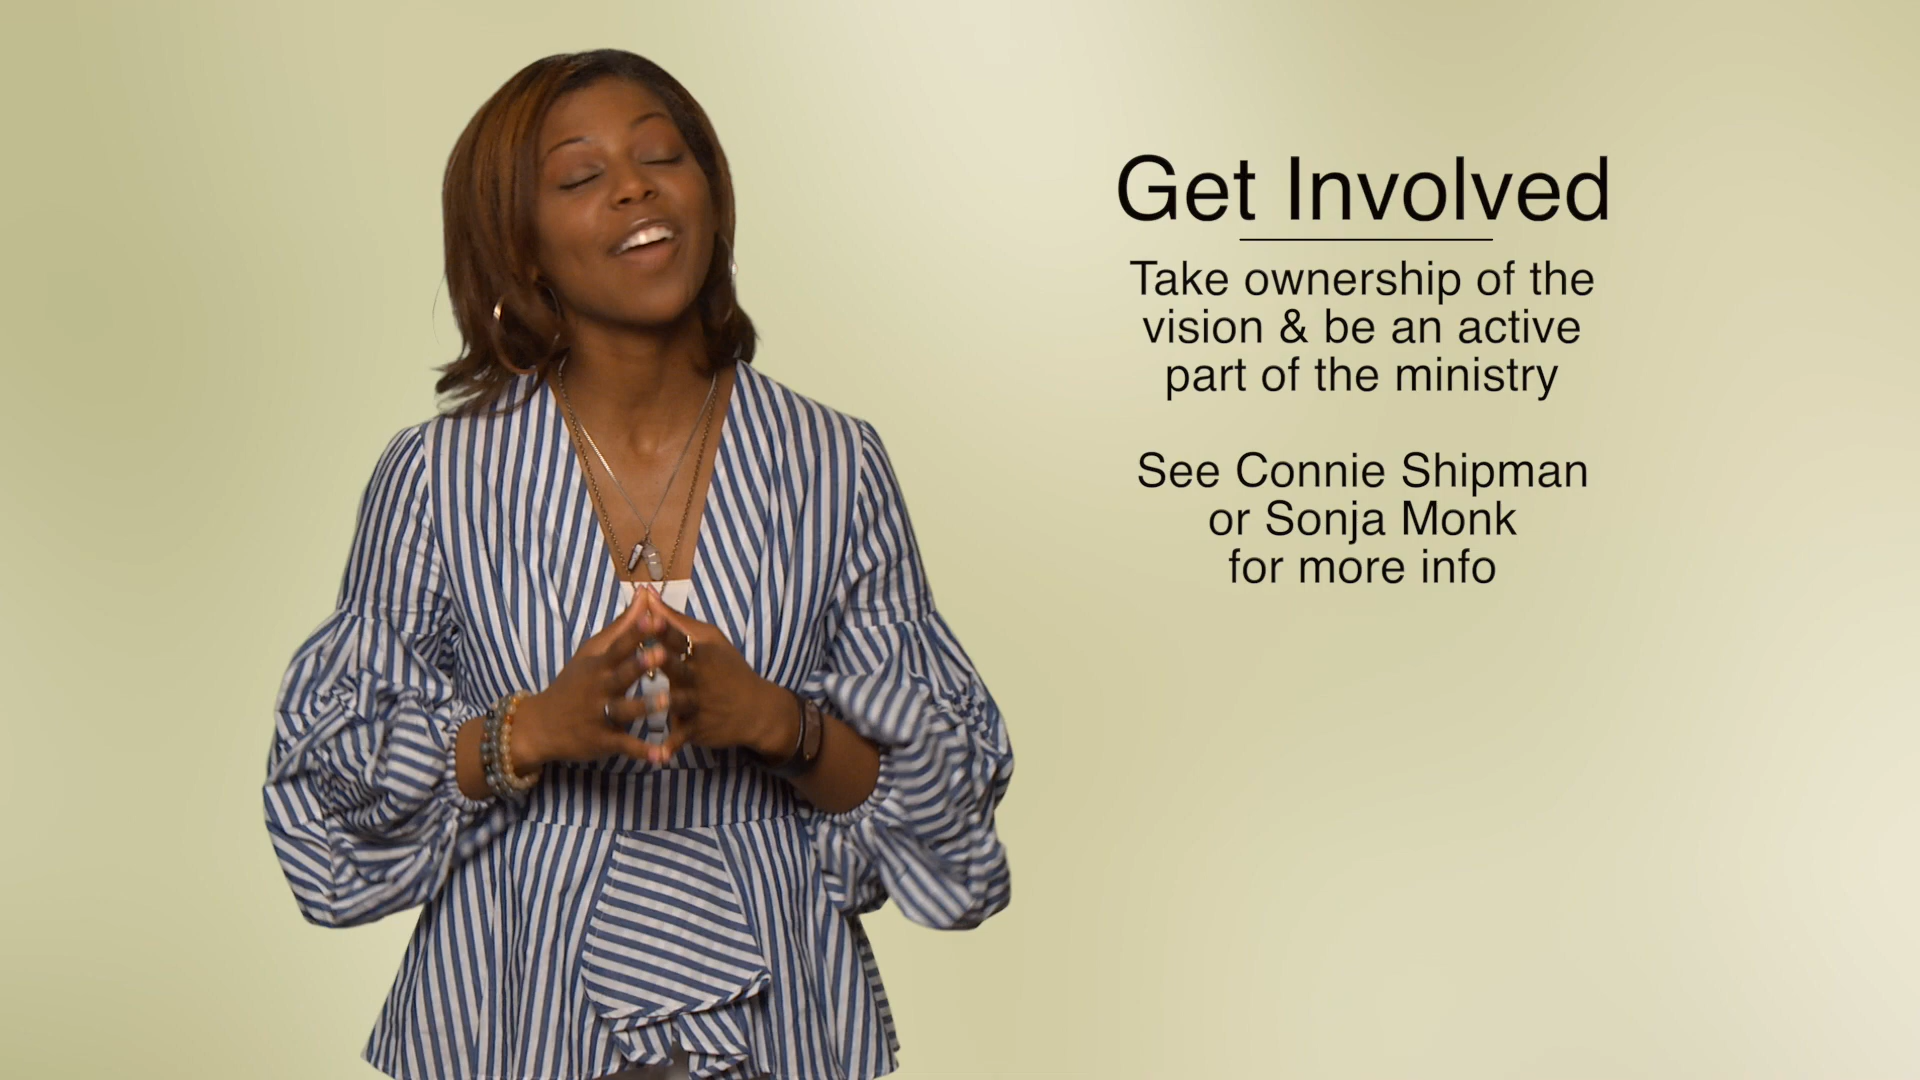 Get Involved
Take ownership of the
vision & be an active
part of the ministry
See Connie Shipman
or Sonja Monk
for more info